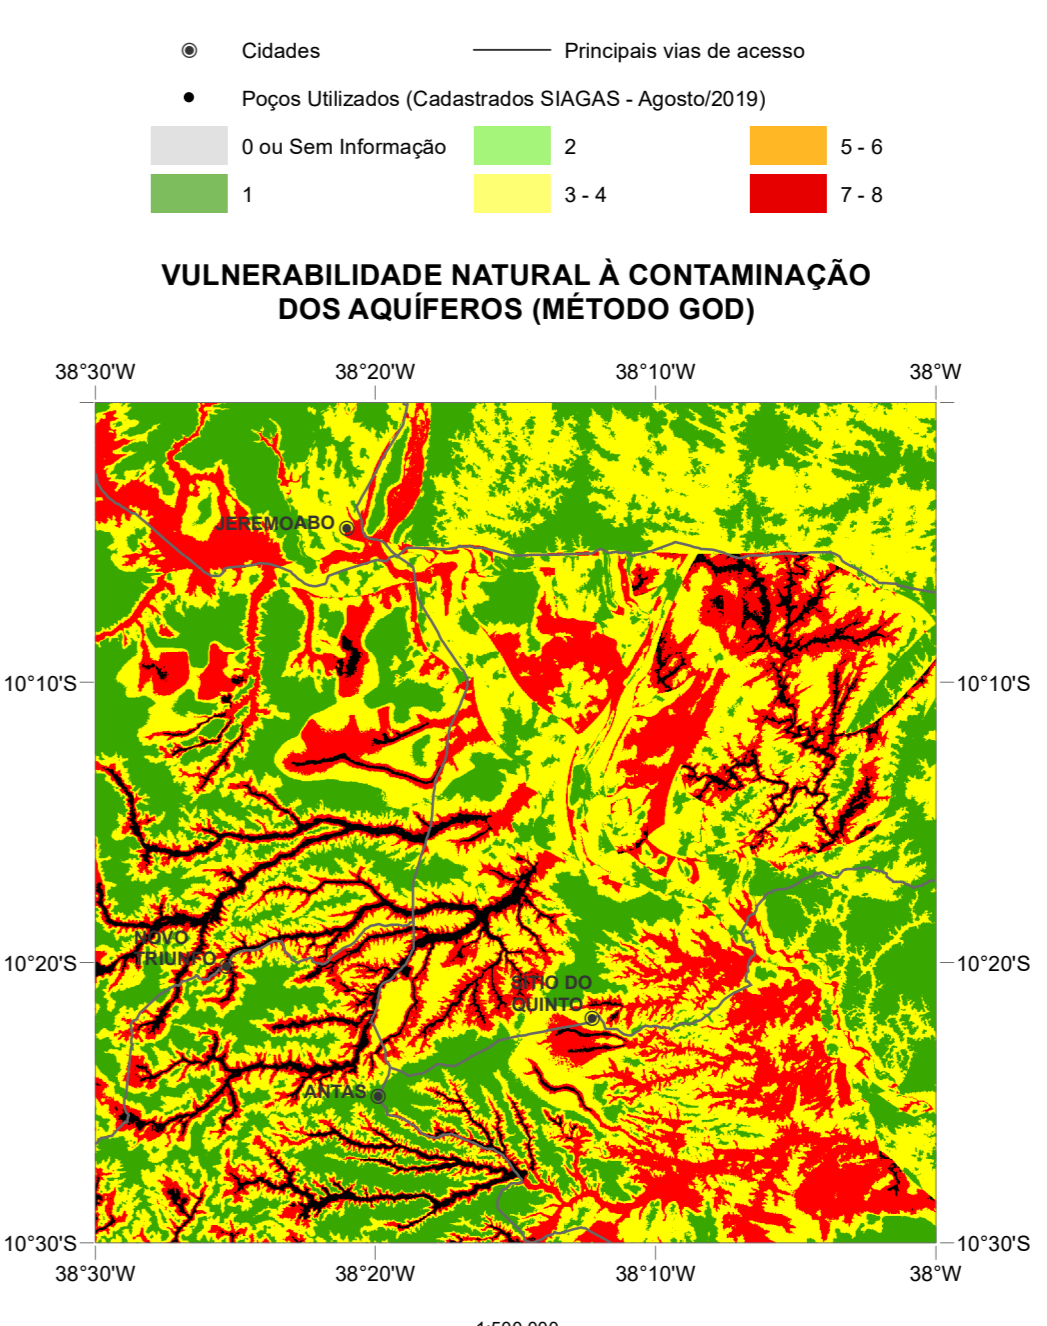 Cidades
Principais vias de acesso
Poços Utilizados (Cadastrados SIAGAS - Agosto/2019)
0 ou Sem Informação
2
5 - 6
1
3 - 4
7 - 8
VULNERABILIDADE NATURAL À CONTAMINAÇÃO
DOS AQUÍFEROS (MÉTODO GOD)
38°30'W
38°20'W
38°10'W
38°W
JEREMOABO
10°10'S
10°10'S
NOVO
TRIUNFO
10°20'S
10°20'S
SÍTIO DO
QUINTO
ANTAS
10°30'S
10°30'S
38°30'W
38°20'W
38°10'W
38°W